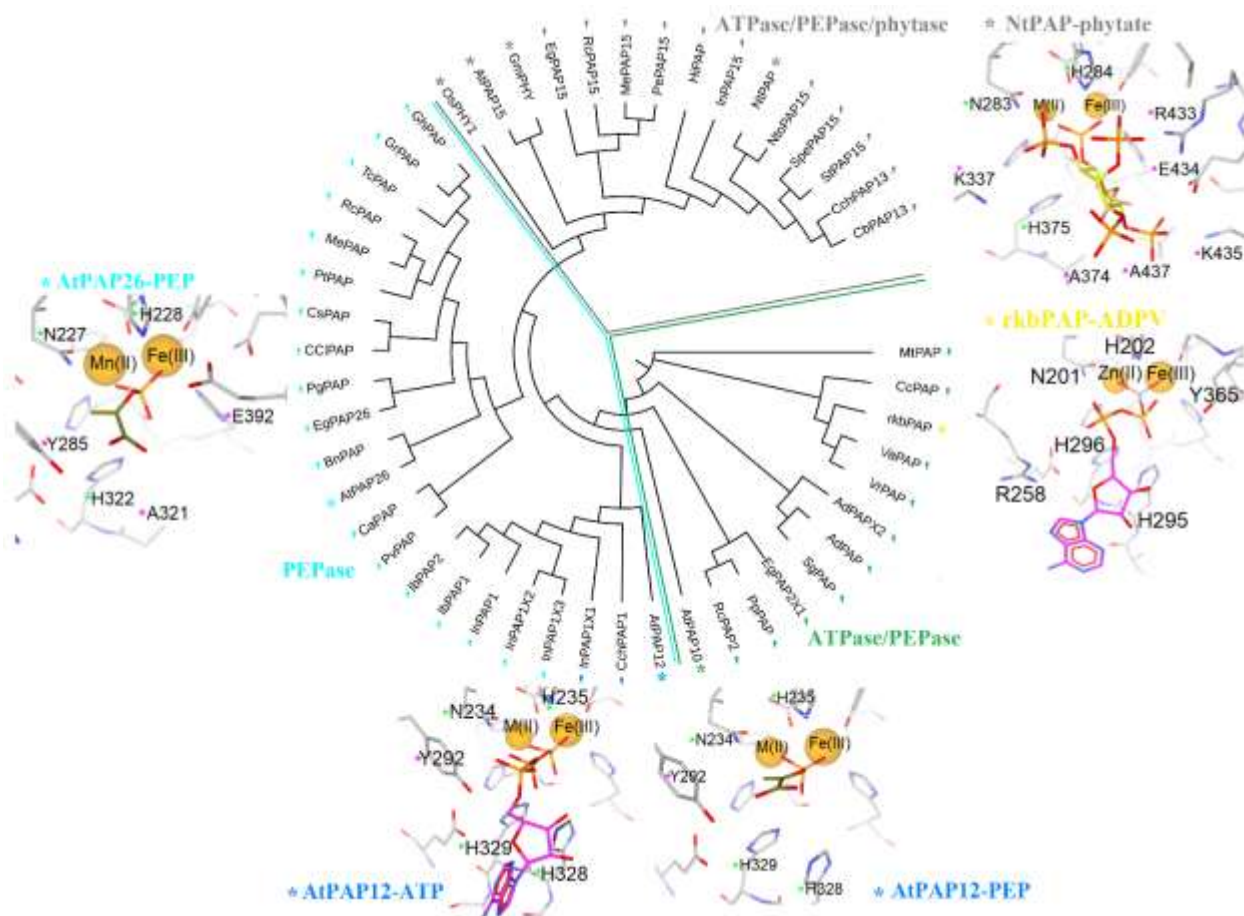 ATPase/PEPase/phytase
* NtPAP-phytate
H284
N283
M(II)
Fe(III)
R433
E434
K337
H375
A374
A437
K435
OsPHY1
AtPAP15
GmPHY
EgPAP15
RcPAP15
MePAP15
PtPAP15
InPAP15
NtPAP
NtoPAP15
SpePAP15
StPAP15
CchPAP13
CbPAP13
GhPAP
GrPAP
TcPAP
RcPAP
MePAP
PtPAP
CsPAP
CClPAP
PgPAP
EgPAP26
BnPAP
AtPAP26
CaPAP
PvPAP
IbPAP2
IbPAP1
InPAP1
InPAP1X2
InPAP1X3
InPAP1X1
CchPAP1
AtPAP12
AtPAP10
RcPAP2
PpPAP
EgPAP2X1
SgPAP
AdPAP
AdPAPX2
VrPAP
VaPAP
rkbPAP
CcPAP
MtPAP
* AtPAP26-PEP
H228
N227
Mn(II)
Fe(III)
E392
Y285
H322
A321
PEPase
* rkbPAP-ADPV
H202
N201
Zn(II)
Fe(III)
Y365
H296
R258
H295
ATPase/PEPase
H235
N234
M(II)
Fe(III)
Y292
H329
H328
* AtPAP12-ATP
H235
N234
M(II)
Fe(III)
Y292
H329
H328
* AtPAP12-PEP